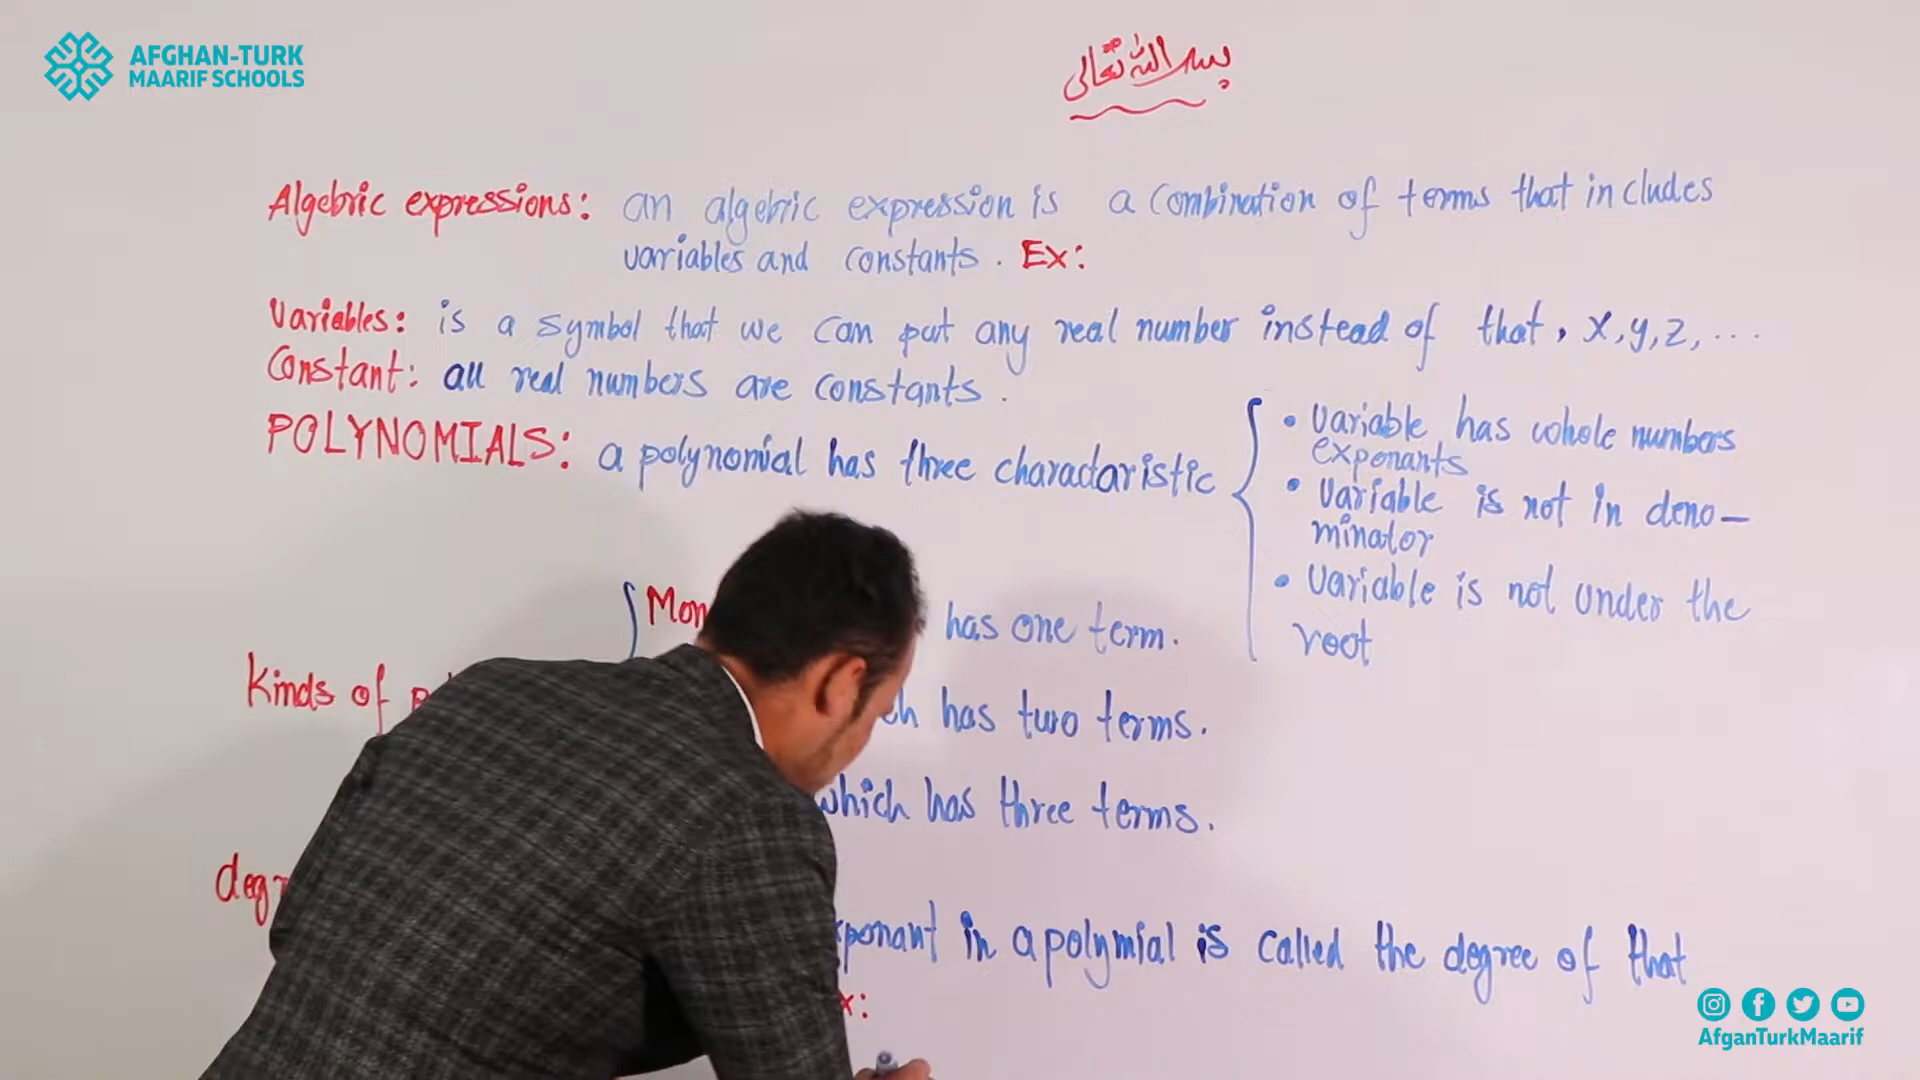 AFGHAN-TURK
MAARIF SCHOOLS
بسم الله تعالی
Algebric expressions: an algebric expression is a combination of terms that includes
variables and constants. Ex:
Variables: is a symbol that we can put any real number instead of that, x, y, z, ...
Constant: all real numbers are constants.
POLYNOMIALS: a polynomial has three charactaristic
• variable has whole numbers
exponants
• variable is not in deno-
minator
• variable is not under the
root
Mon has one term.
Kinds of
has two terms.
which has three terms.
degr
exponant in a polymial is called the degree of that
Ex:
AfganTurkMaarif